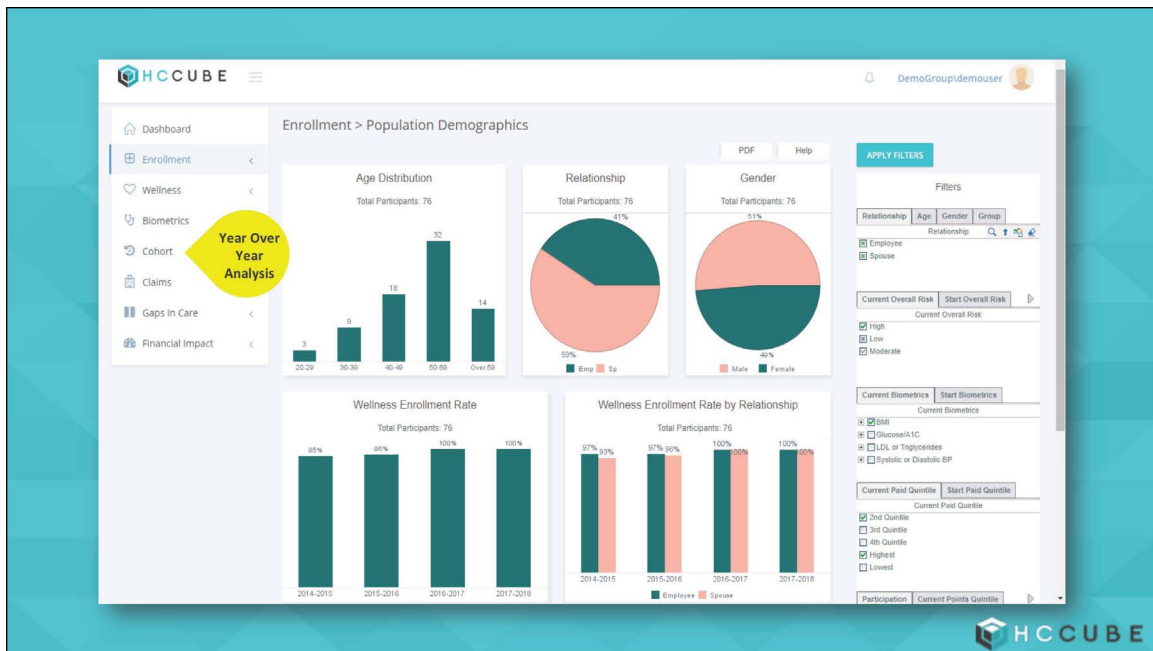 HCCUBE
DemoGroup\demouser
Dashboard
Enrollment
Wellness
Biometrics
Cohort
Claims
Gaps in Care
Financial Impact
Year Over
Year
Analysis
Enrollment > Population Demographics
PDF Help
Age Distribution
Total Participants: 76
3
9
18
32
14
20-29 30-39 40-49 50-59 Over 59
Relationship
Total Participants: 76
41%
59%
Emp Sp
Gender
Total Participants: 76
51%
49%
Male Female
Wellness Enrollment Rate
Total Participants: 76
95% 95% 100% 100%
2014-2015 2015-2016 2016-2017 2017-2018
Wellness Enrollment Rate by Relationship
Total Participants: 76
97% 93% 97% 96% 100% 100% 100% 100%
2014-2015 2015-2016 2016-2017 2017-2018
Employee Spouse
APPLY FILTERS
Filters
Relationship Age Gender Group
Relationship
Employee
Spouse
Current Overall Risk Start Overall Risk
Current Overall Risk
High
Low
Moderate
Current Biometrics Start Biometrics
Current Biometrics
BMI
Glucose/A1C
LDL or Triglycerides
Systolic or Diastolic BP
Current Paid Quintile Start Paid Quintile
Current Paid Quintile
2nd Quintile
3rd Quintile
4th Quintile
Highest
Lowest
Participation Current Points Quintile
HCCUBE